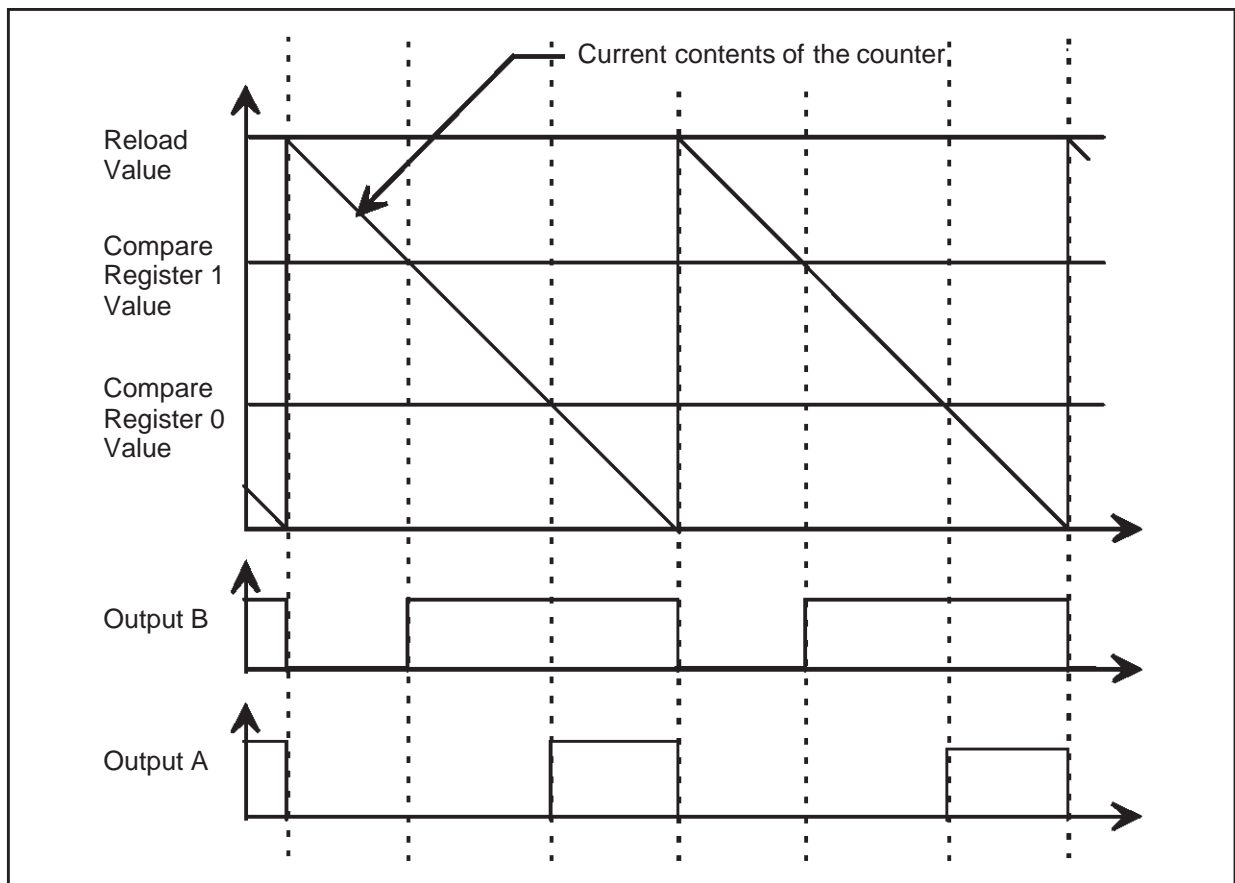 Current contents of the counter
Reload
Value
Compare
Register 1
Value
Compare
Register 0
Value
Output B
Output A